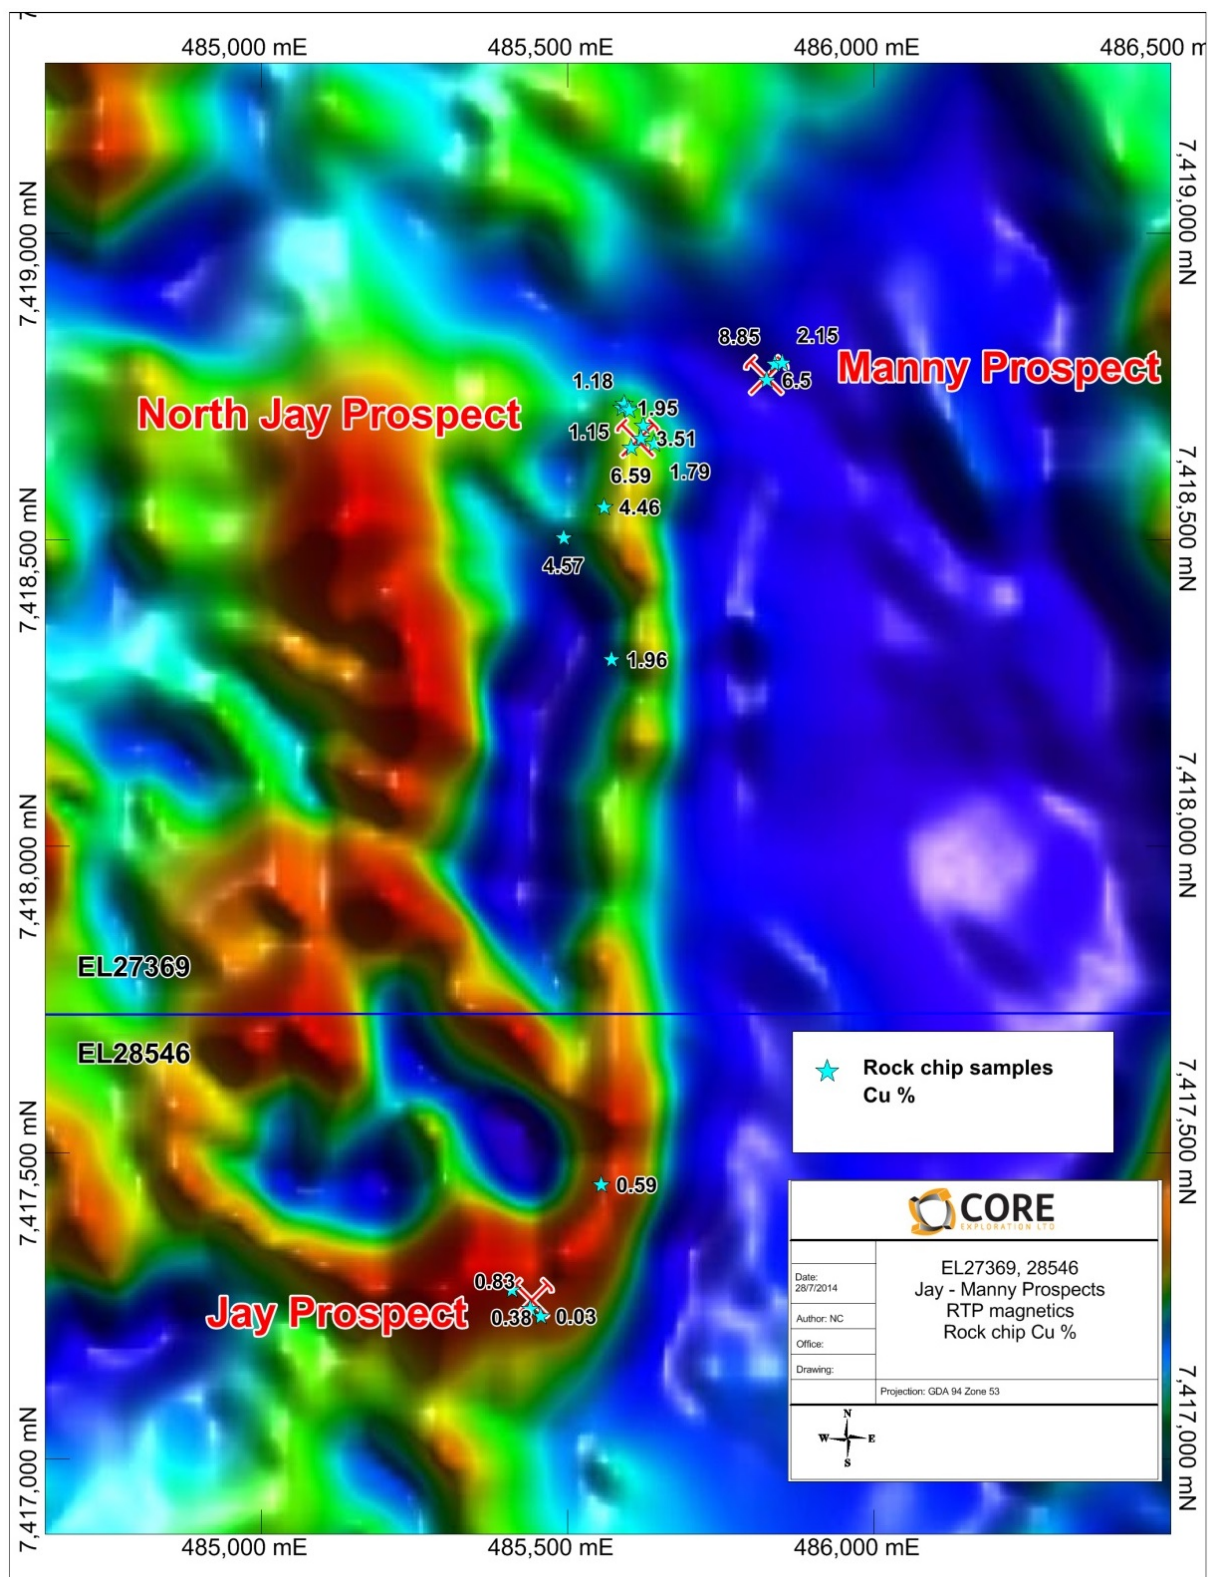 485,000 mE 485,500 mE 486,000 mE 486,500 m
7,419,000 mN
7,419,000 mN
8.85 2.15
Manny Prospect
6.5
1.18
North Jay Prospect
1.95
1.15
3.51
6.59
1.79
4.46
7,418,500 mN
7,418,500 mN
4.57
1.96
7,418,000 mN
7,418,000 mN
EL27369
EL28546
Rock chip samples
Cu %
7,417,500 mN
7,417,500 mN
0.59
CORE
EXPLORATION LTD
Date:
28/7/2014
Author: NC
Office:
Drawing:
EL27369, 28546
Jay - Manny Prospects
RTP magnetics
Rock chip Cu %
Projection: GDA 94 Zone 53
0.83
Jay Prospect
0.38 0.03
N
W E
S
7,417,000 mN
7,417,000 mN
485,000 mE 485,500 mE 486,000 mE